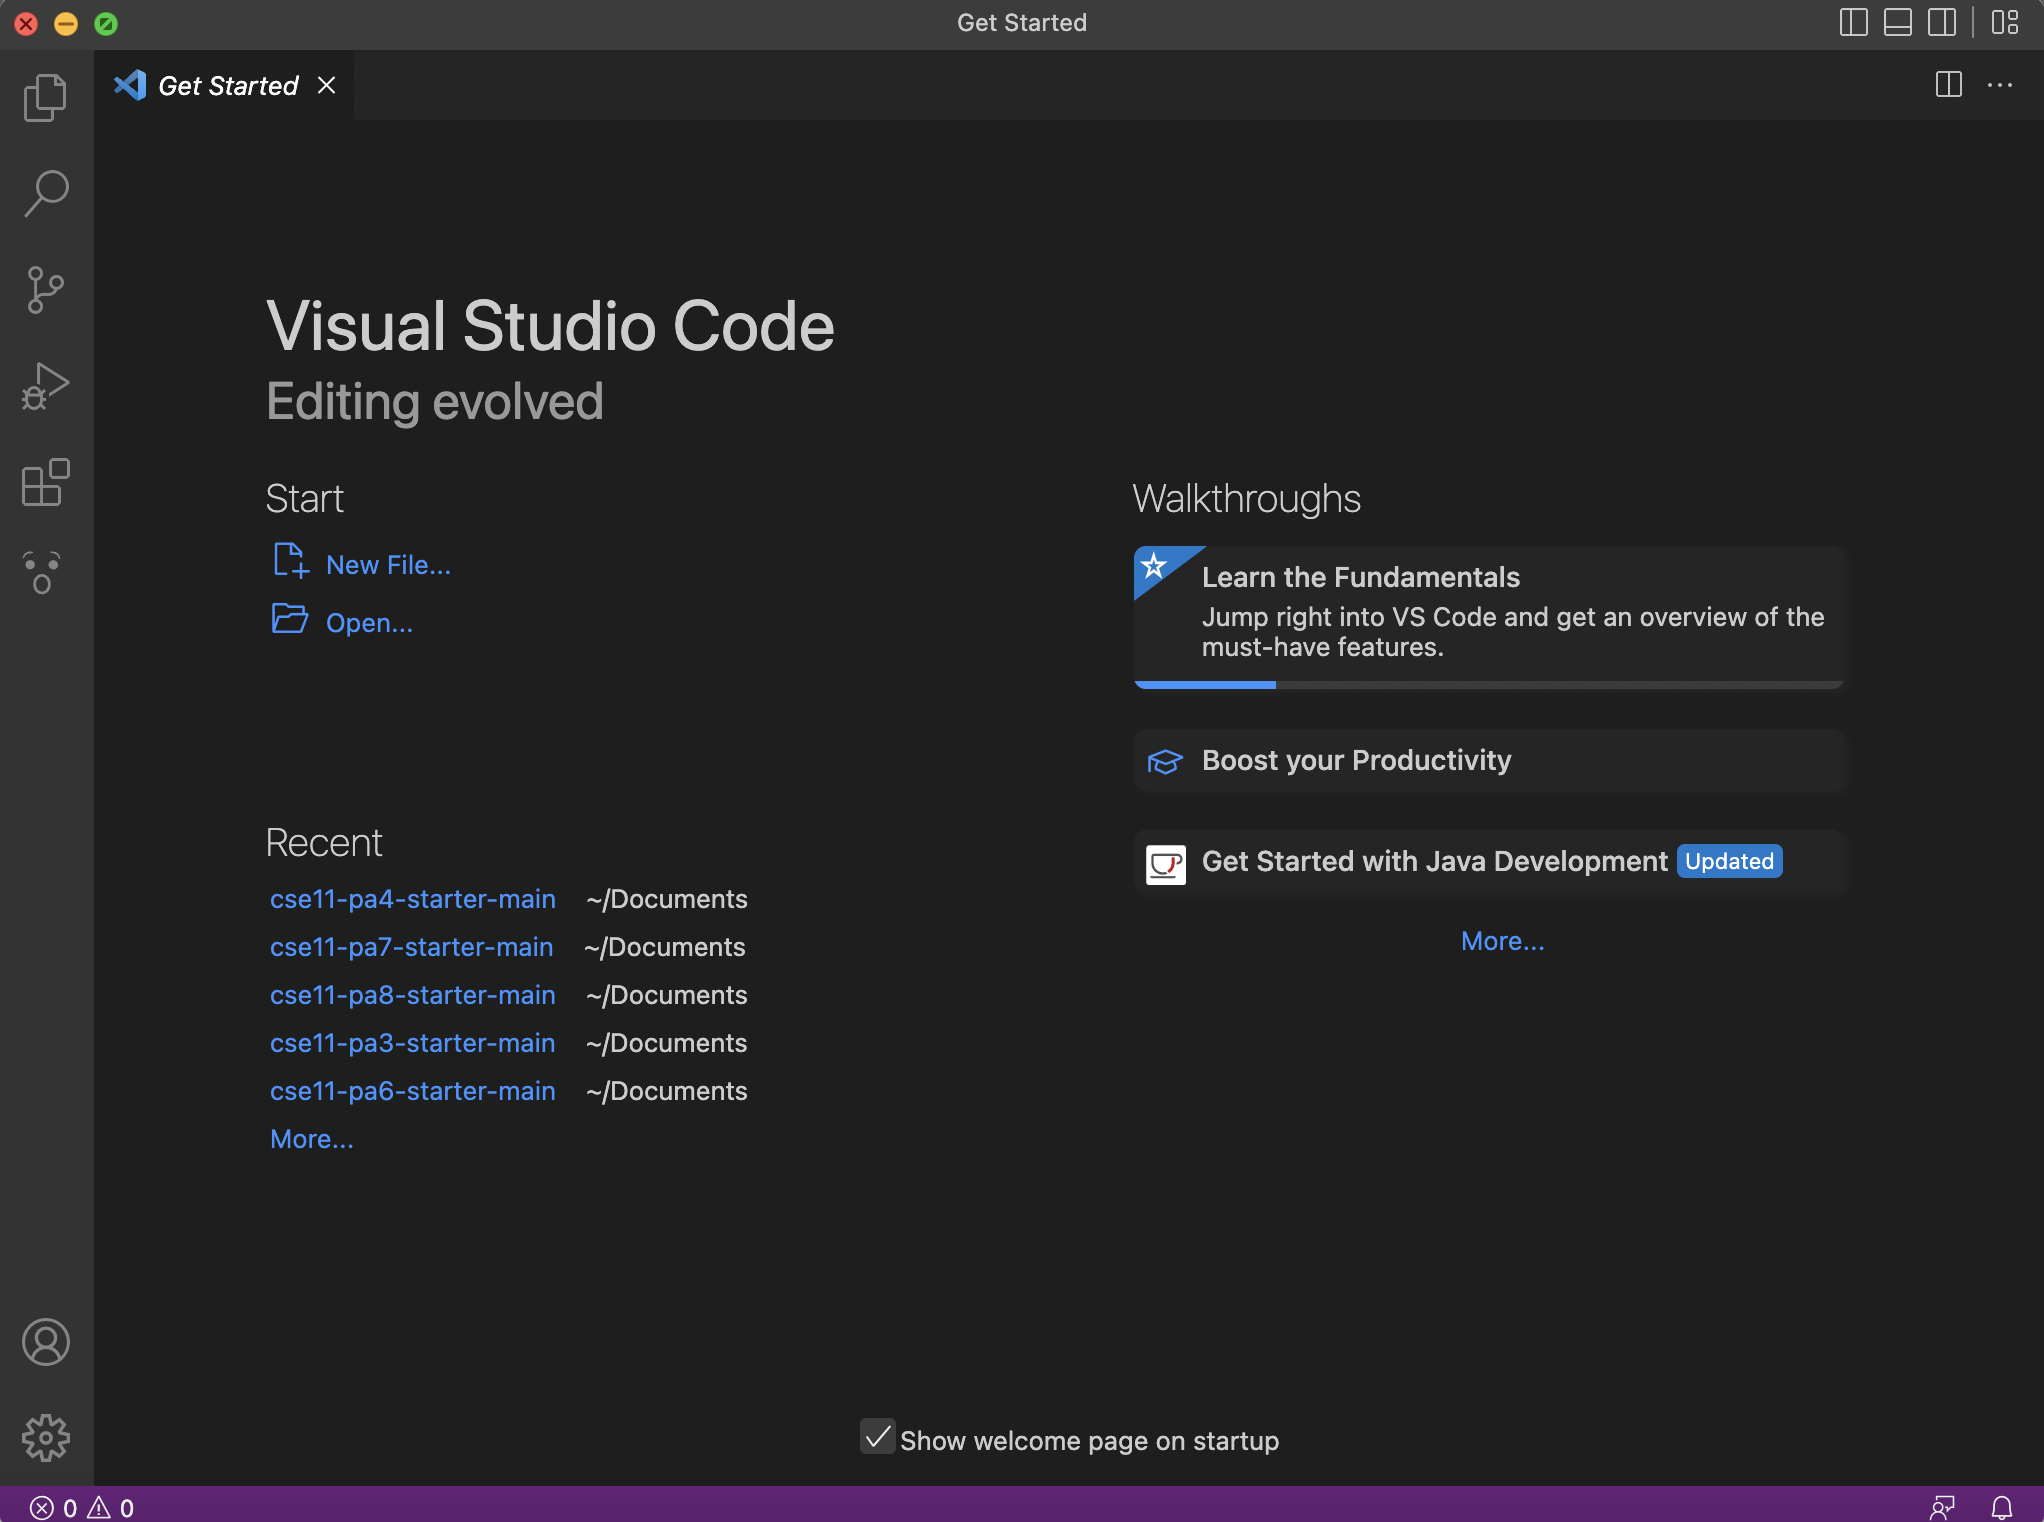 Get Started
Get Started
Visual Studio Code
Editing evolved
Start
New File...
Open...
Recent
cse11-pa4-starter-main ~/Documents
cse11-pa7-starter-main ~/Documents
cse11-pa8-starter-main ~/Documents
cse11-pa3-starter-main ~/Documents
cse11-pa6-starter-main ~/Documents
More...
Walkthroughs
Learn the Fundamentals
Jump right into VS Code and get an overview of the
must-have features.
Boost your Productivity
Get Started with Java Development Updated
More...
Show welcome page on startup
0 0